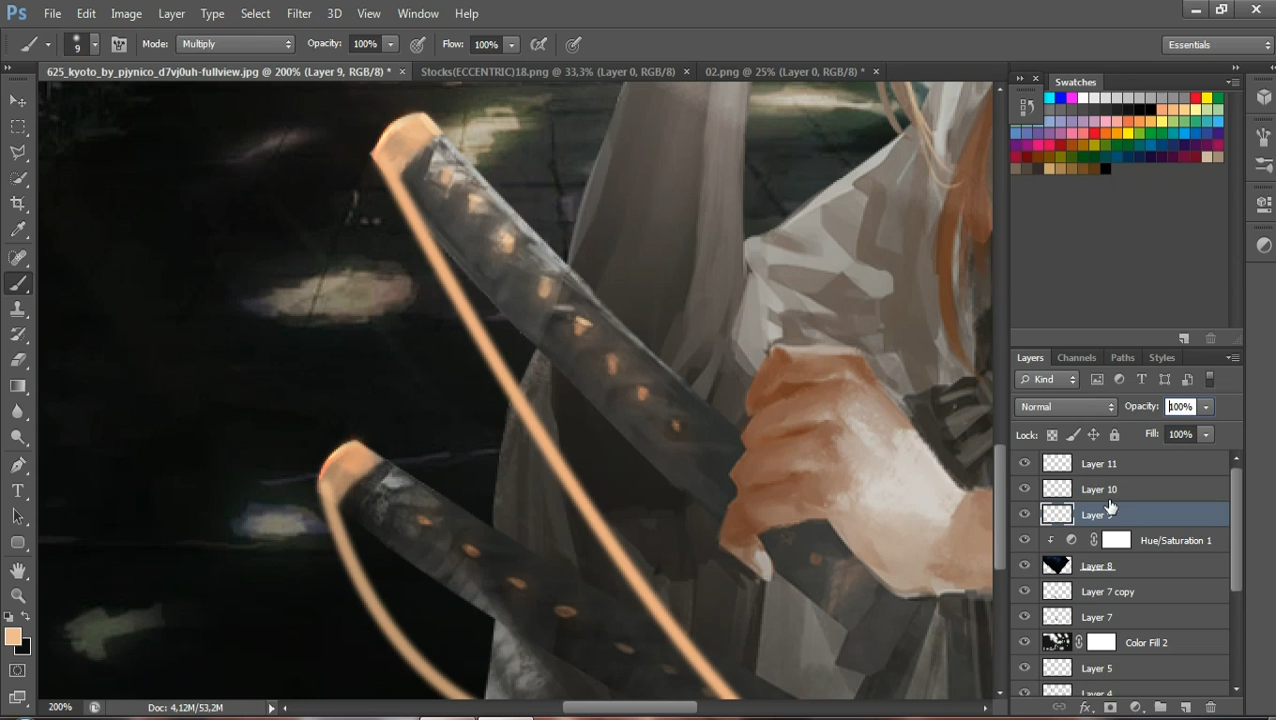 Ps File Edit Image Layer Type Select Filter 3D View Window Help
9 Mode: Multiply Opacity: 100% Flow: 100% Essentials
625_kyoto_by_pjynico_d7vj0uh-fullview.jpg @ 200% (Layer 9, RGB/8) * × Stocks(ECCENTRIC)18.png @ 33,3% (Layer 0, RGB/8) × 02.png @ 25% (Layer 0, RGB/8) * ×
Swatches
Layers Channels Paths Styles
Kind
Normal Opacity: 100%
Lock: Fill: 100%
Layer 11
Layer 10
Layer
Hue/Saturation 1
Layer 8
Layer 7 copy
Layer 7
Color Fill 2
Layer 5
Layer 4
200% Doc: 4,12M/53,2M